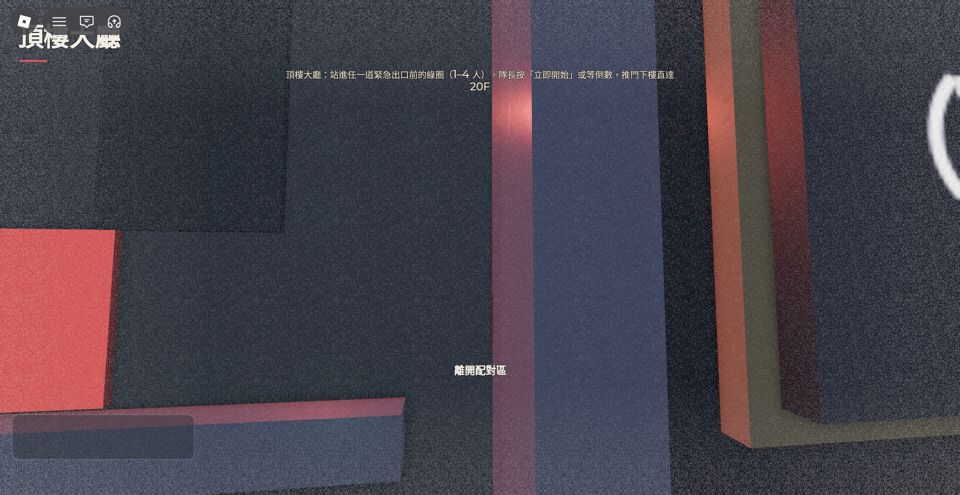 頂樓大廳
頂樓大廳：站進任一道緊急出口前的綠圈（1–4 人），隊長按「立即開始」或等倒數，推門下樓直達
20F
離開配對區